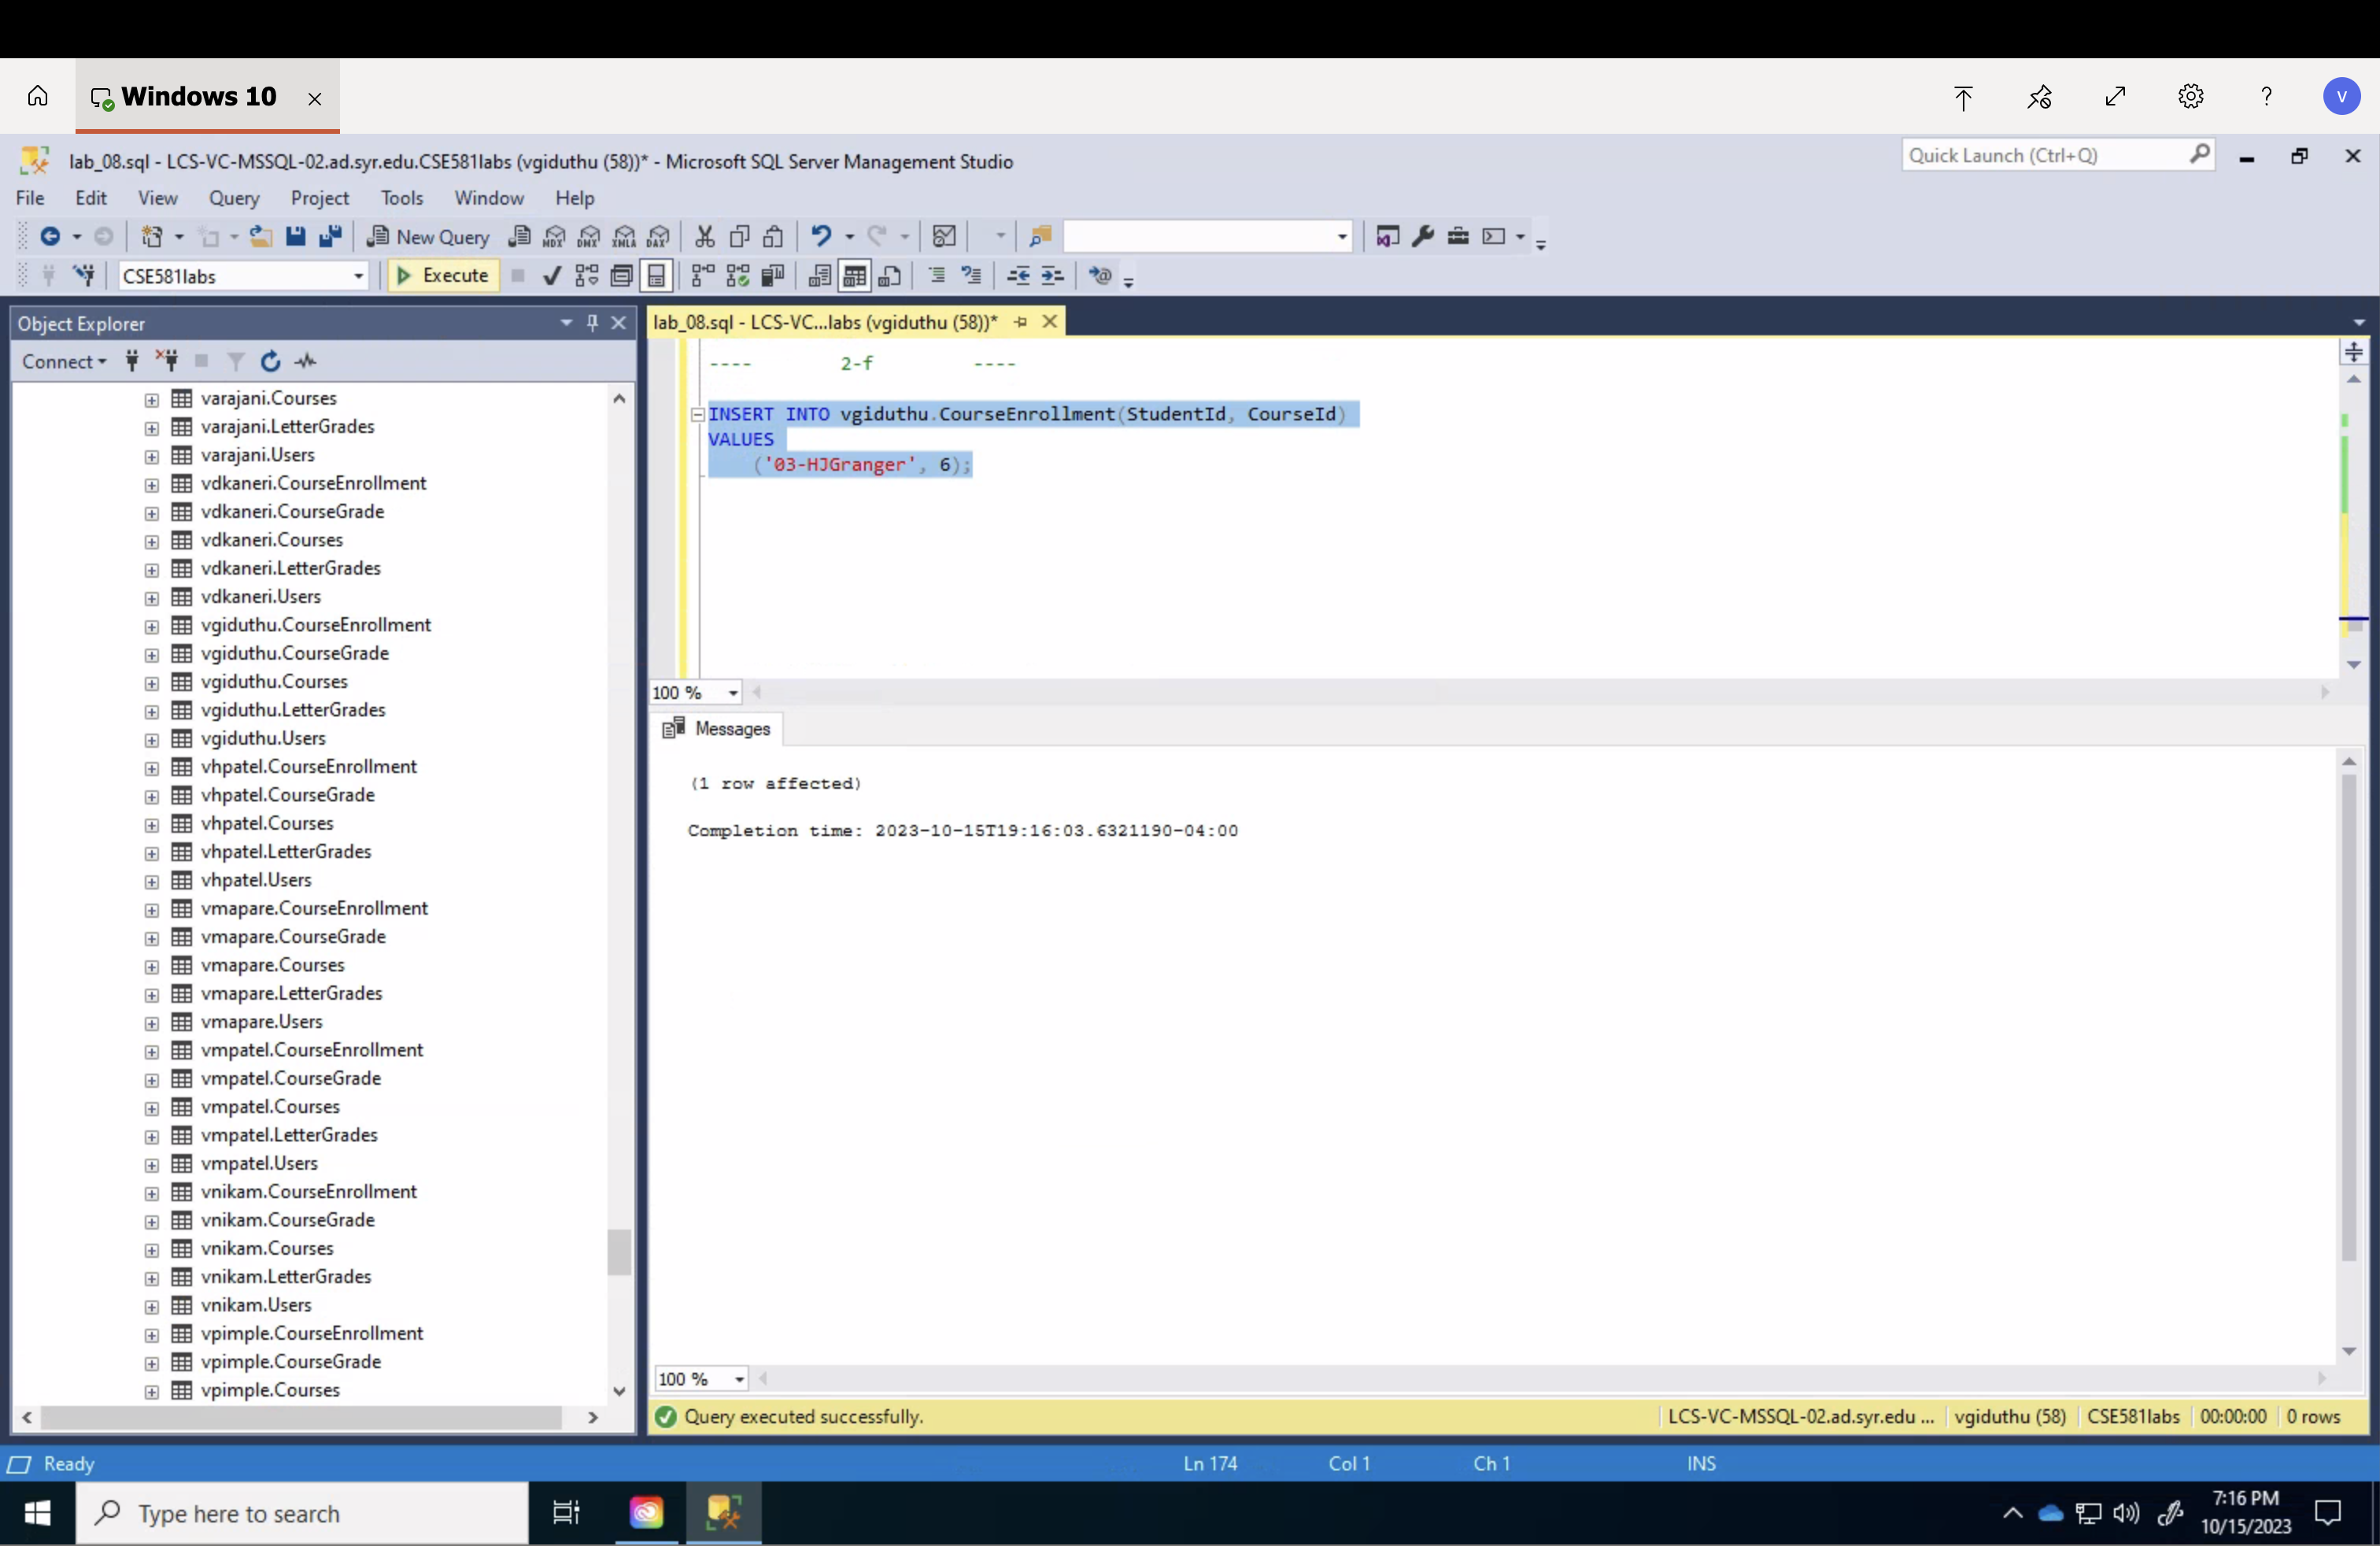 Windows 10
V
lab_08.sql - LCS-VC-MSSQL-02.ad.syr.edu.CSE581labs (vgiduthu (58))* - Microsoft SQL Server Management Studio
Quick Launch (Ctrl+Q)
File Edit View Query Project Tools Window Help
New Query MDX DMX XMLA DAX
CSE581labs Execute
Object Explorer
Connect
varajani.Courses
varajani.LetterGrades
varajani.Users
vdkaneri.CourseEnrollment
vdkaneri.CourseGrade
vdkaneri.Courses
vdkaneri.LetterGrades
vdkaneri.Users
vgiduthu.CourseEnrollment
vgiduthu.CourseGrade
vgiduthu.Courses
vgiduthu.LetterGrades
vgiduthu.Users
vhpatel.CourseEnrollment
vhpatel.CourseGrade
vhpatel.Courses
vhpatel.LetterGrades
vhpatel.Users
vmapare.CourseEnrollment
vmapare.CourseGrade
vmapare.Courses
vmapare.LetterGrades
vmapare.Users
vmpatel.CourseEnrollment
vmpatel.CourseGrade
vmpatel.Courses
vmpatel.LetterGrades
vmpatel.Users
vnikam.CourseEnrollment
vnikam.CourseGrade
vnikam.Courses
vnikam.LetterGrades
vnikam.Users
vpimple.CourseEnrollment
vpimple.CourseGrade
vpimple.Courses
lab_08.sql - LCS-VC...labs (vgiduthu (58))*
---- 2-f ----
INSERT INTO vgiduthu.CourseEnrollment(StudentId, CourseId)
VALUES
('03-HJGranger', 6);
100 %
Messages
(1 row affected)
Completion time: 2023-10-15T19:16:03.6321190-04:00
100 %
Query executed successfully. LCS-VC-MSSQL-02.ad.syr.edu ... vgiduthu (58) CSE581labs 00:00:00 0 rows
Ready Ln 174 Col 1 Ch 1 INS
Type here to search
7:16 PM
10/15/2023